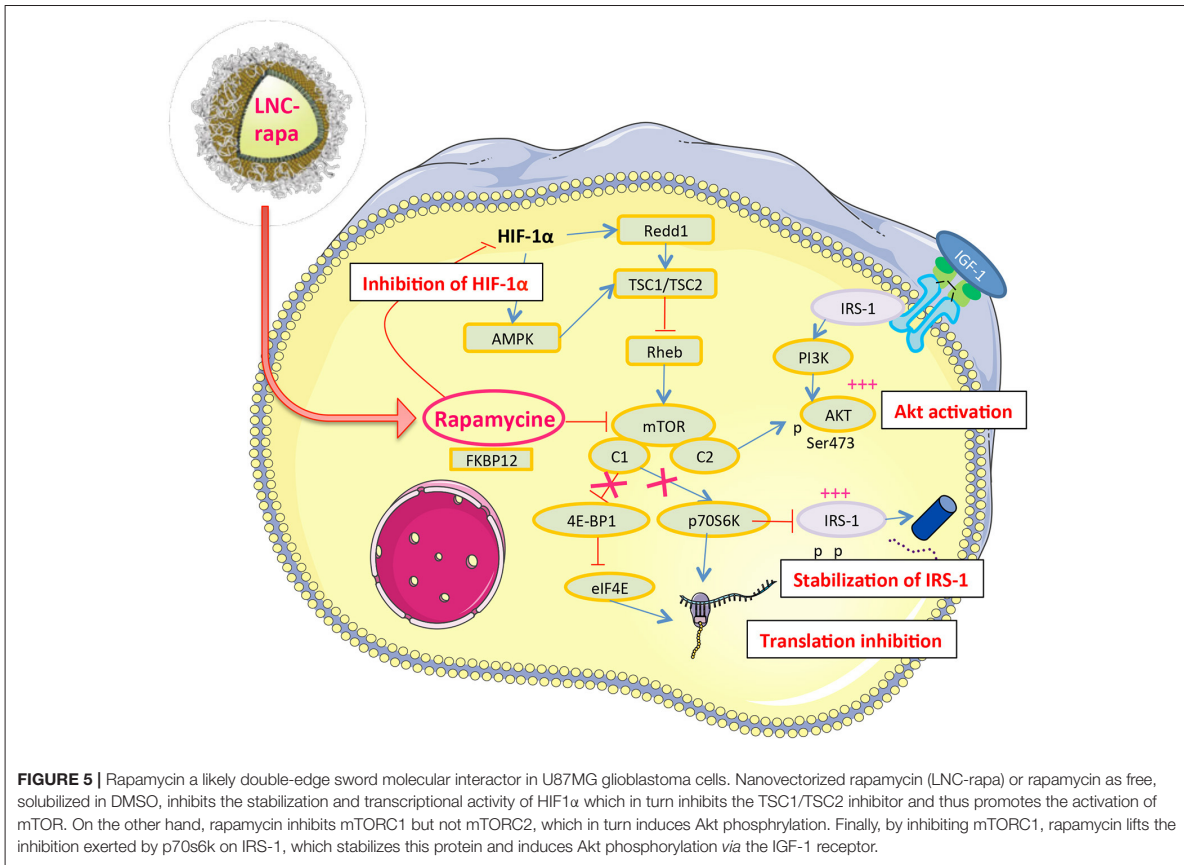 LNC-
rapa
HIF-1α
Redd1
IGF-1
Inhibition of HIF-1α
TSC1/TSC2
IRS-1
AMPK
Rheb
PI3K
+++
Rapamycine
mTOR
AKT
Akt activation
p
Ser473
FKBP12
C1
C2
+++
4E-BP1
p70S6K
IRS-1
p p
eIF4E
Stabilization of IRS-1
Translation inhibition
FIGURE 5 | Rapamycin a likely double-edge sword molecular interactor in U87MG glioblastoma cells. Nanovectorized rapamycin (LNC-rapa) or rapamycin as free,
solubilized in DMSO, inhibits the stabilization and transcriptional activity of HIF1α which in turn inhibits the TSC1/TSC2 inhibitor and thus promotes the activation of
mTOR. On the other hand, rapamycin inhibits mTORC1 but not mTORC2, which in turn induces Akt phosphrylation. Finally, by inhibiting mTORC1, rapamycin lifts the
inhibition exerted by p70s6k on IRS-1, which stabilizes this protein and induces Akt phosphorylation via the IGF-1 receptor.